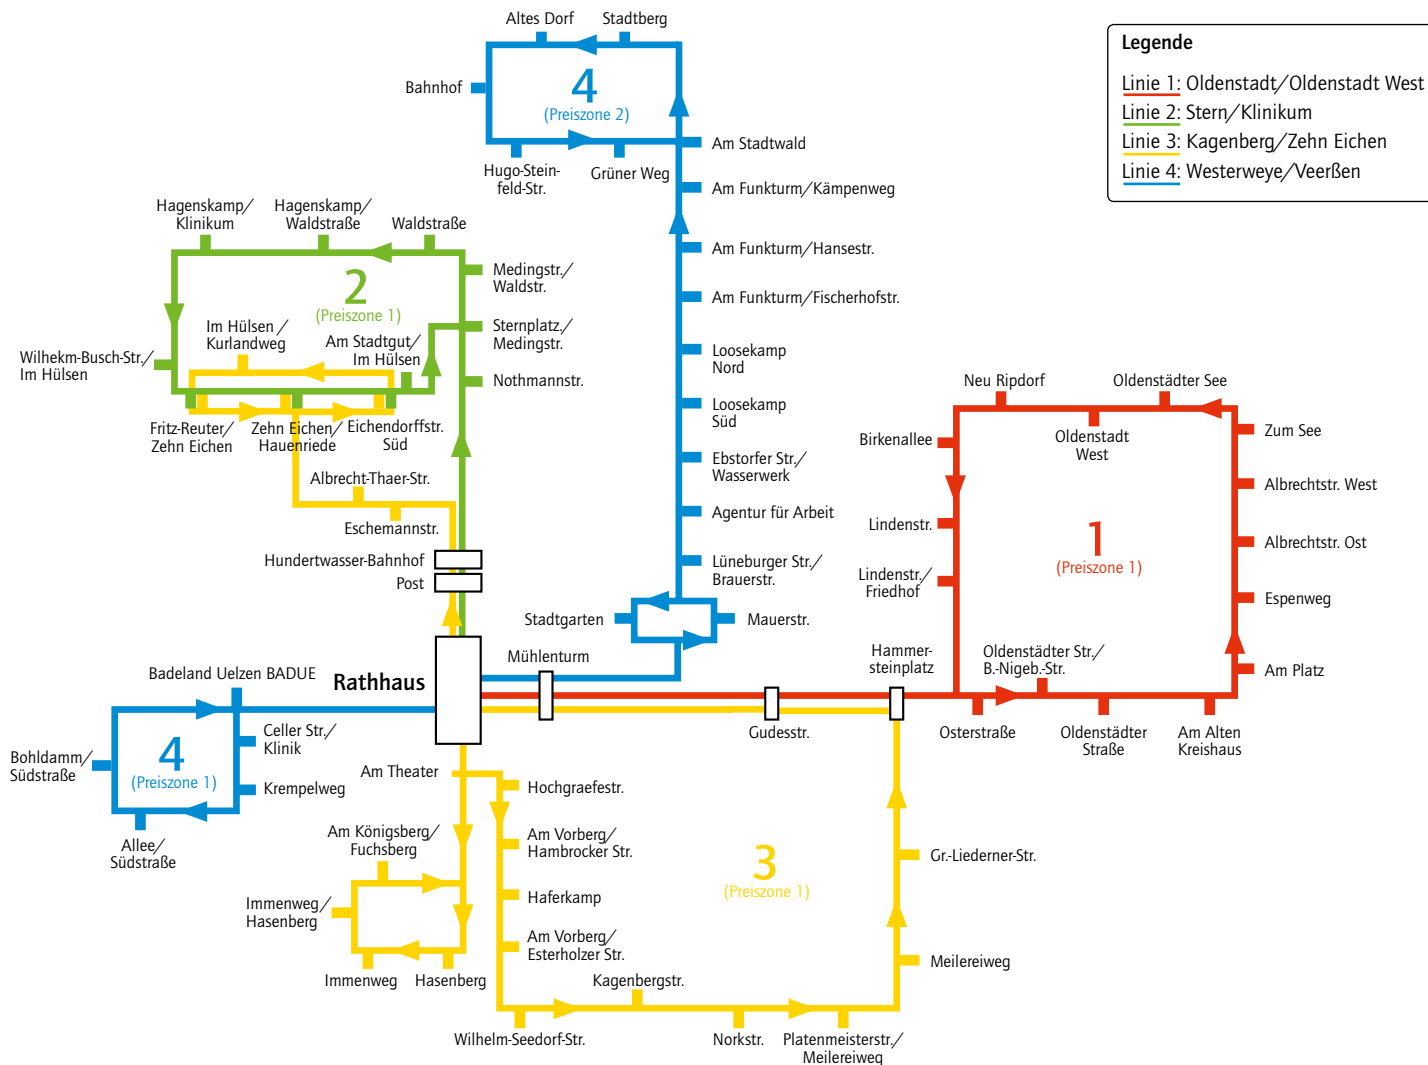 Altes Dorf
Stadtberg
Bahnhof
4
(Preiszone 2)
Hugo-Stein-
feld-Str.
Grüner Weg
Am Stadtwald
Am Funkturm/Kämpenweg
Am Funkturm/Hansestr.
Am Funkturm/Fischerhofstr.
Loosekamp
Nord
Loosekamp
Süd
Ebstorfer Str./
Wasserwerk
Agentur für Arbeit
Lüneburger Str./
Brauerstr.
Stadtgarten
Mauerstr.
Legende
Linie 1: Oldenstadt/Oldenstadt West
Linie 2: Stern/Klinikum
Linie 3: Kagenberg/Zehn Eichen
Linie 4: Westerweye/Veerßen
Hagenskamp/
Klinikum
Hagenskamp/
Waldstraße
Waldstraße
2
(Preiszone 1)
Medingstr./
Waldstr.
Sternplatz./
Medingstr.
Nothmannstr.
Im Hülsen/
Kurlandweg
Am Stadtgut/
Im Hülsen
Wilhekm-Busch-Str./
Im Hülsen
Fritz-Reuter/
Zehn Eichen
Zehn Eichen/
Hauenriede
Eichendorffstr.
Süd
Albrecht-Thaer-Str.
Eschemannstr.
Hundertwasser-Bahnhof
Post
Rathhaus
Mühlenturm
Gudesstr.
Hammer-
steinplatz
Neu Ripdorf
Oldenstädter See
Oldenstadt
West
Birkenallee
Zum See
Albrechtstr. West
Lindenstr.
1
(Preiszone 1)
Albrechtstr. Ost
Lindenstr./
Friedhof
Espenweg
Oldenstädter Str./
B.-Nigeb.-Str.
Am Platz
Osterstraße
Oldenstädter
Straße
Am Alten
Kreishaus
Badeland Uelzen BADUE
Celler Str./
Klinik
4
(Preiszone 1)
Bohldamm/
Südstraße
Krempelweg
Allee/
Südstraße
Am Theater
Hochgraefestr.
Am Königsberg/
Fuchsberg
Am Vorberg/
Hambrocker Str.
3
(Preiszone 1)
Gr.-Liederner-Str.
Immenweg/
Hasenberg
Haferkamp
Am Vorberg/
Esterholzer Str.
Immenweg
Hasenberg
Kagenbergstr.
Meilereiweg
Wilhelm-Seedorf-Str.
Norkstr.
Platenmeisterstr./
Meilereiweg